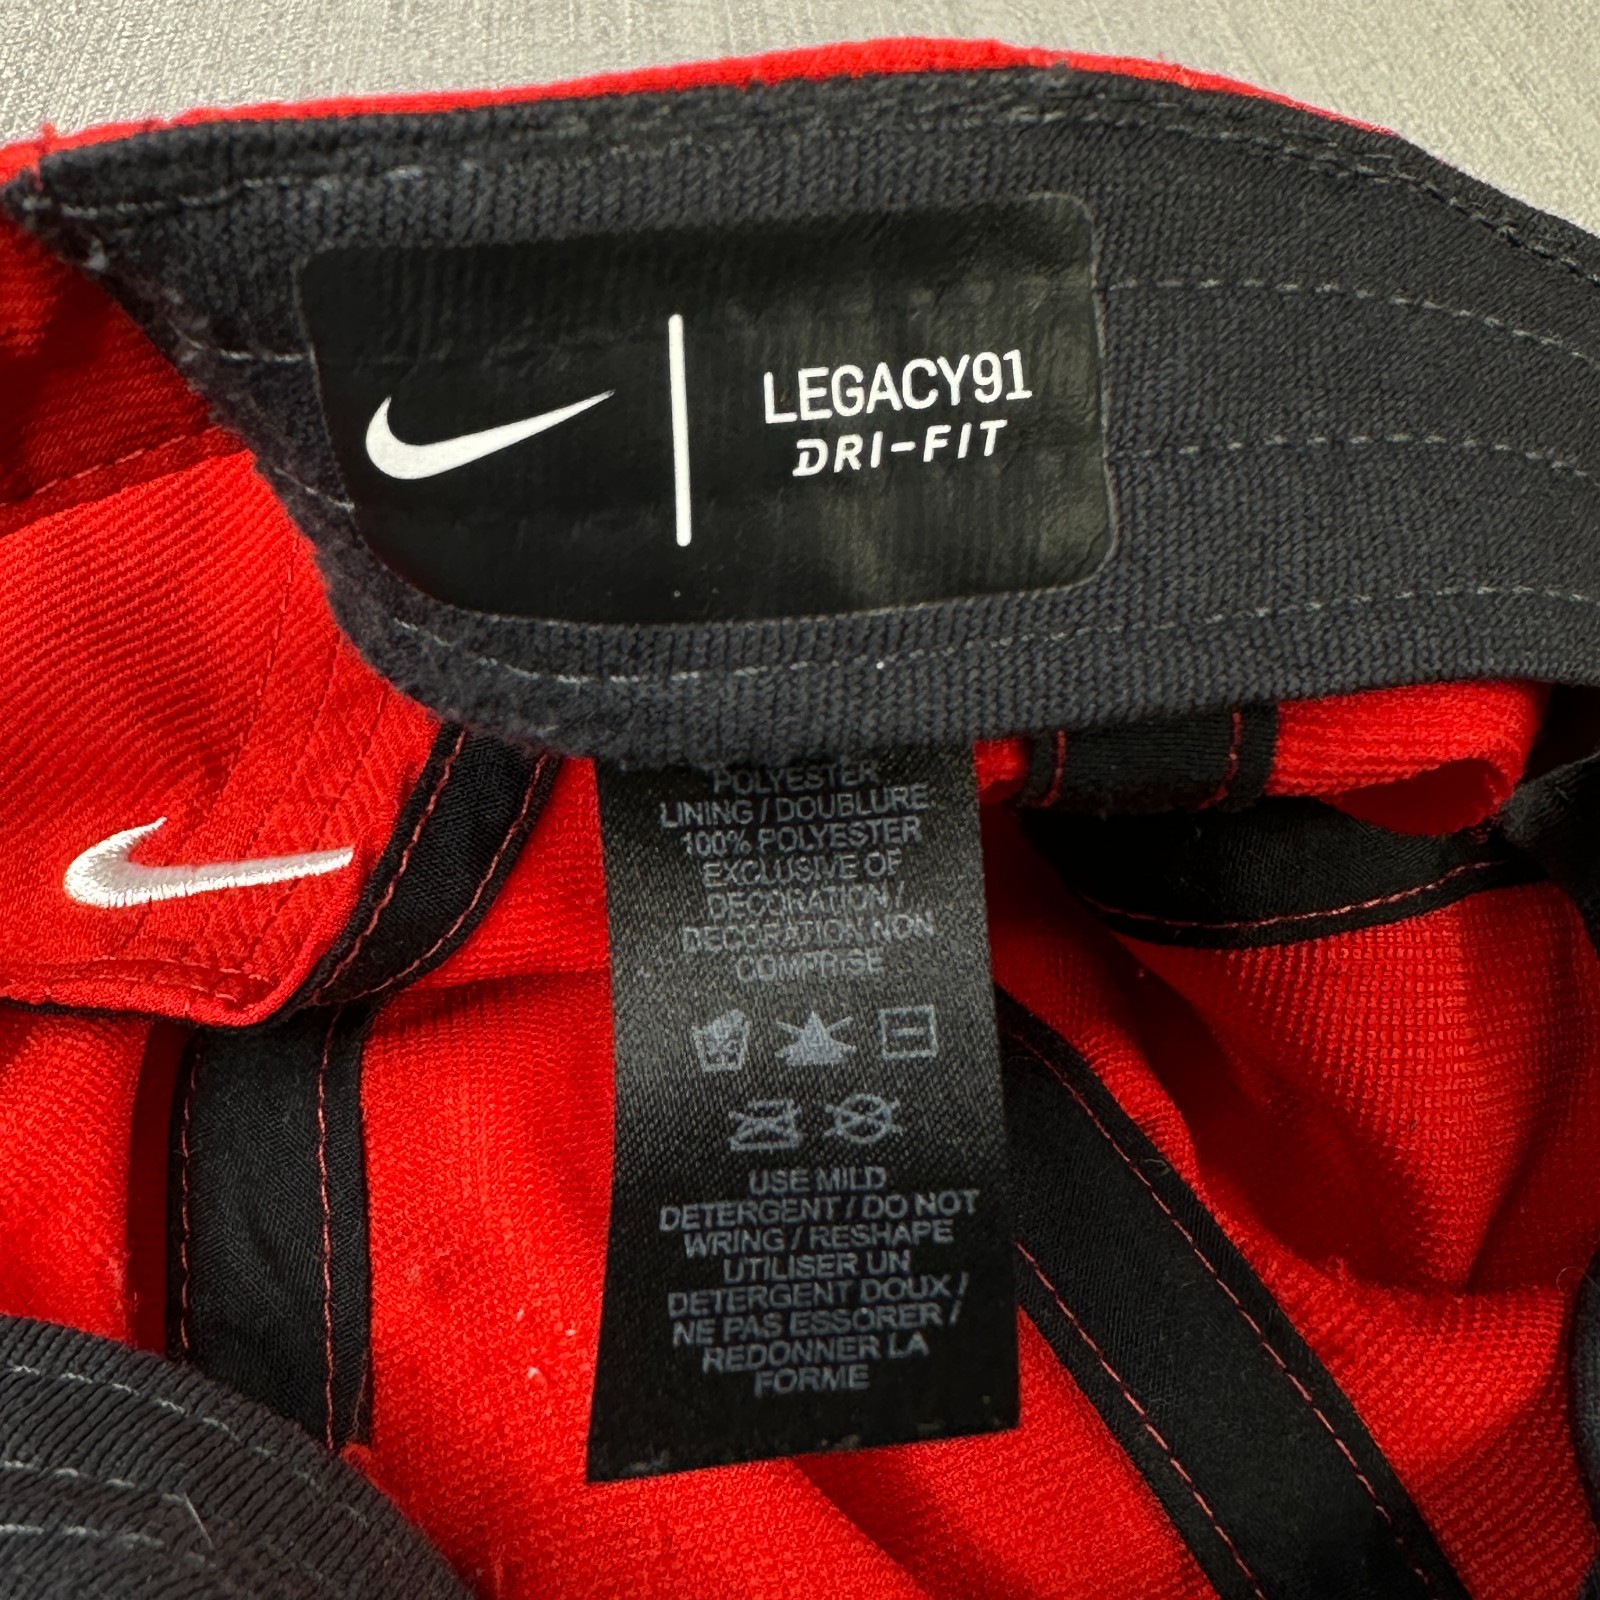 LEGACY91
DRI-FIT
POLYESTER
LINING / DOUBLURE
100% POLYESTER
EXCLUSIVE OF
DECORATION /
DECORATION NON
COMPRISE
USE MILD
DETERGENT / DO NOT
WRING / RESHAPE
UTILISER UN
DETERGENT DOUX /
NE PAS ESSORER /
REDONNER LA
FORME